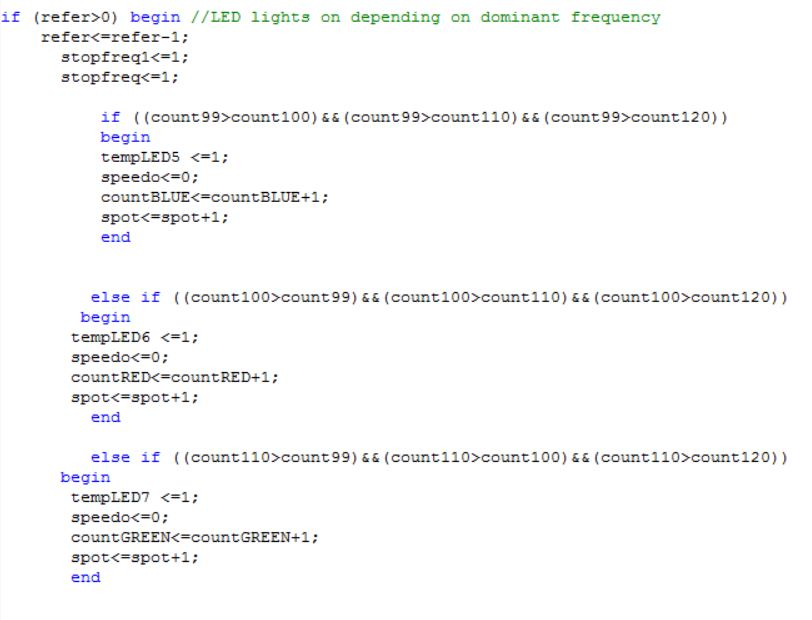 if (refer>0) begin //LED lights on depending on dominant frequency
refer<=refer-1;
stopfreq1<=1;
stopfreq<=1;
if ((count99>count100)&&(count99>count110)&&(count99>count120))
begin
tempLED5 <=1;
speedo<=0;
countBLUE<=countBLUE+1;
spot<=spot+1;
end
else if ((count100>count99)&&(count100>count110)&&(count100>count120))
begin
tempLED6 <=1;
speedo<=0;
countRED<=countRED+1;
spot<=spot+1;
end
else if ((count110>count99)&&(count110>count100)&&(count110>count120))
begin
tempLED7 <=1;
speedo<=0;
countGREEN<=countGREEN+1;
spot<=spot+1;
end